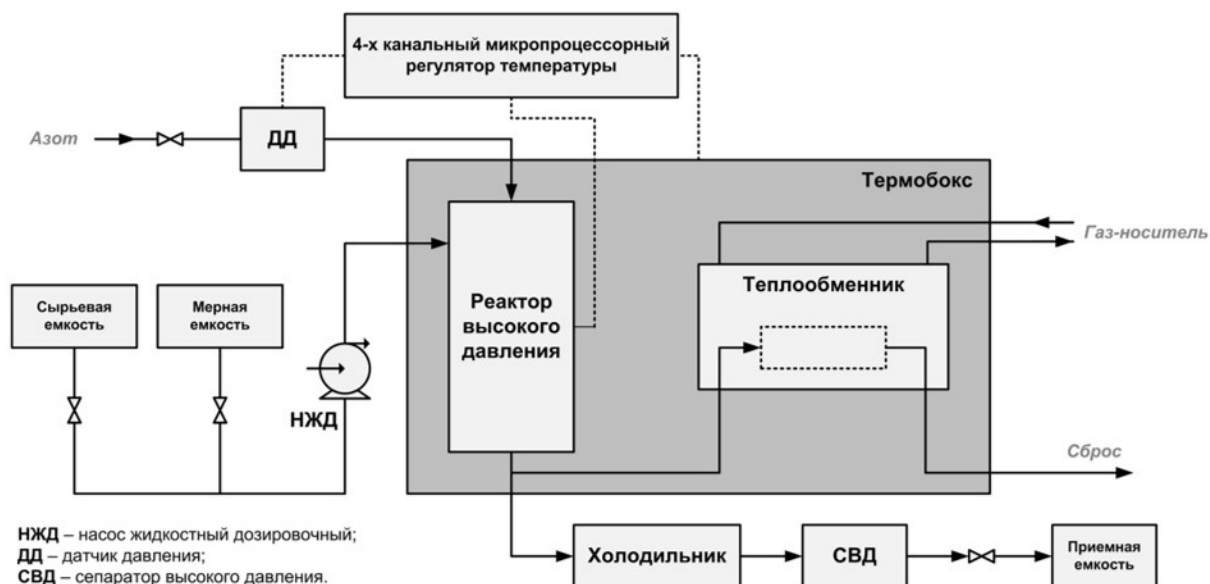 4-х канальный микропроцессорный
регулятор температуры
Азот
ДД
Термобокс
Газ-носитель
Теплообменник
Реактор
высокого
давления
Сырьевая
емкость
Мерная
емкость
НЖД
Сброс
НЖД – насос жидкостный дозировочный;
ДД – датчик давления;
СВД – сепаратор высокого давления.
Холодильник
СВД
Приемная
емкость